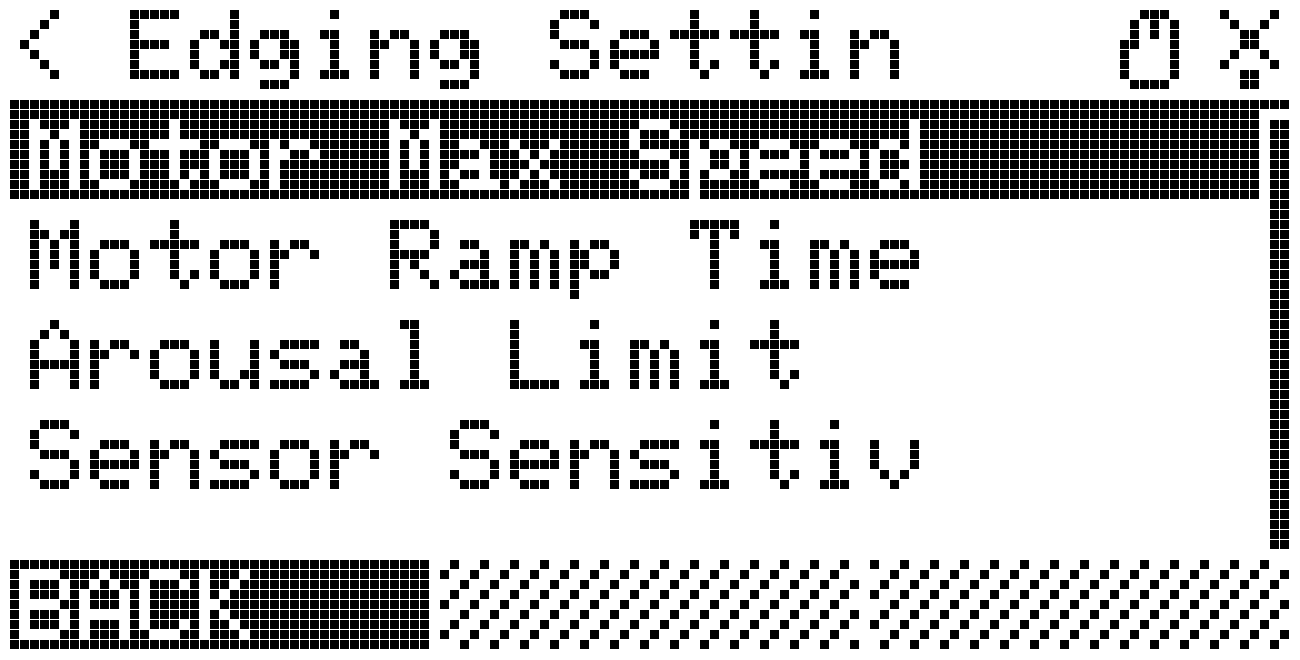 < Edging Settin
Motor Max Speed
Motor Ramp Time
Arousal Limit
Sensor Sensitiv
BACK